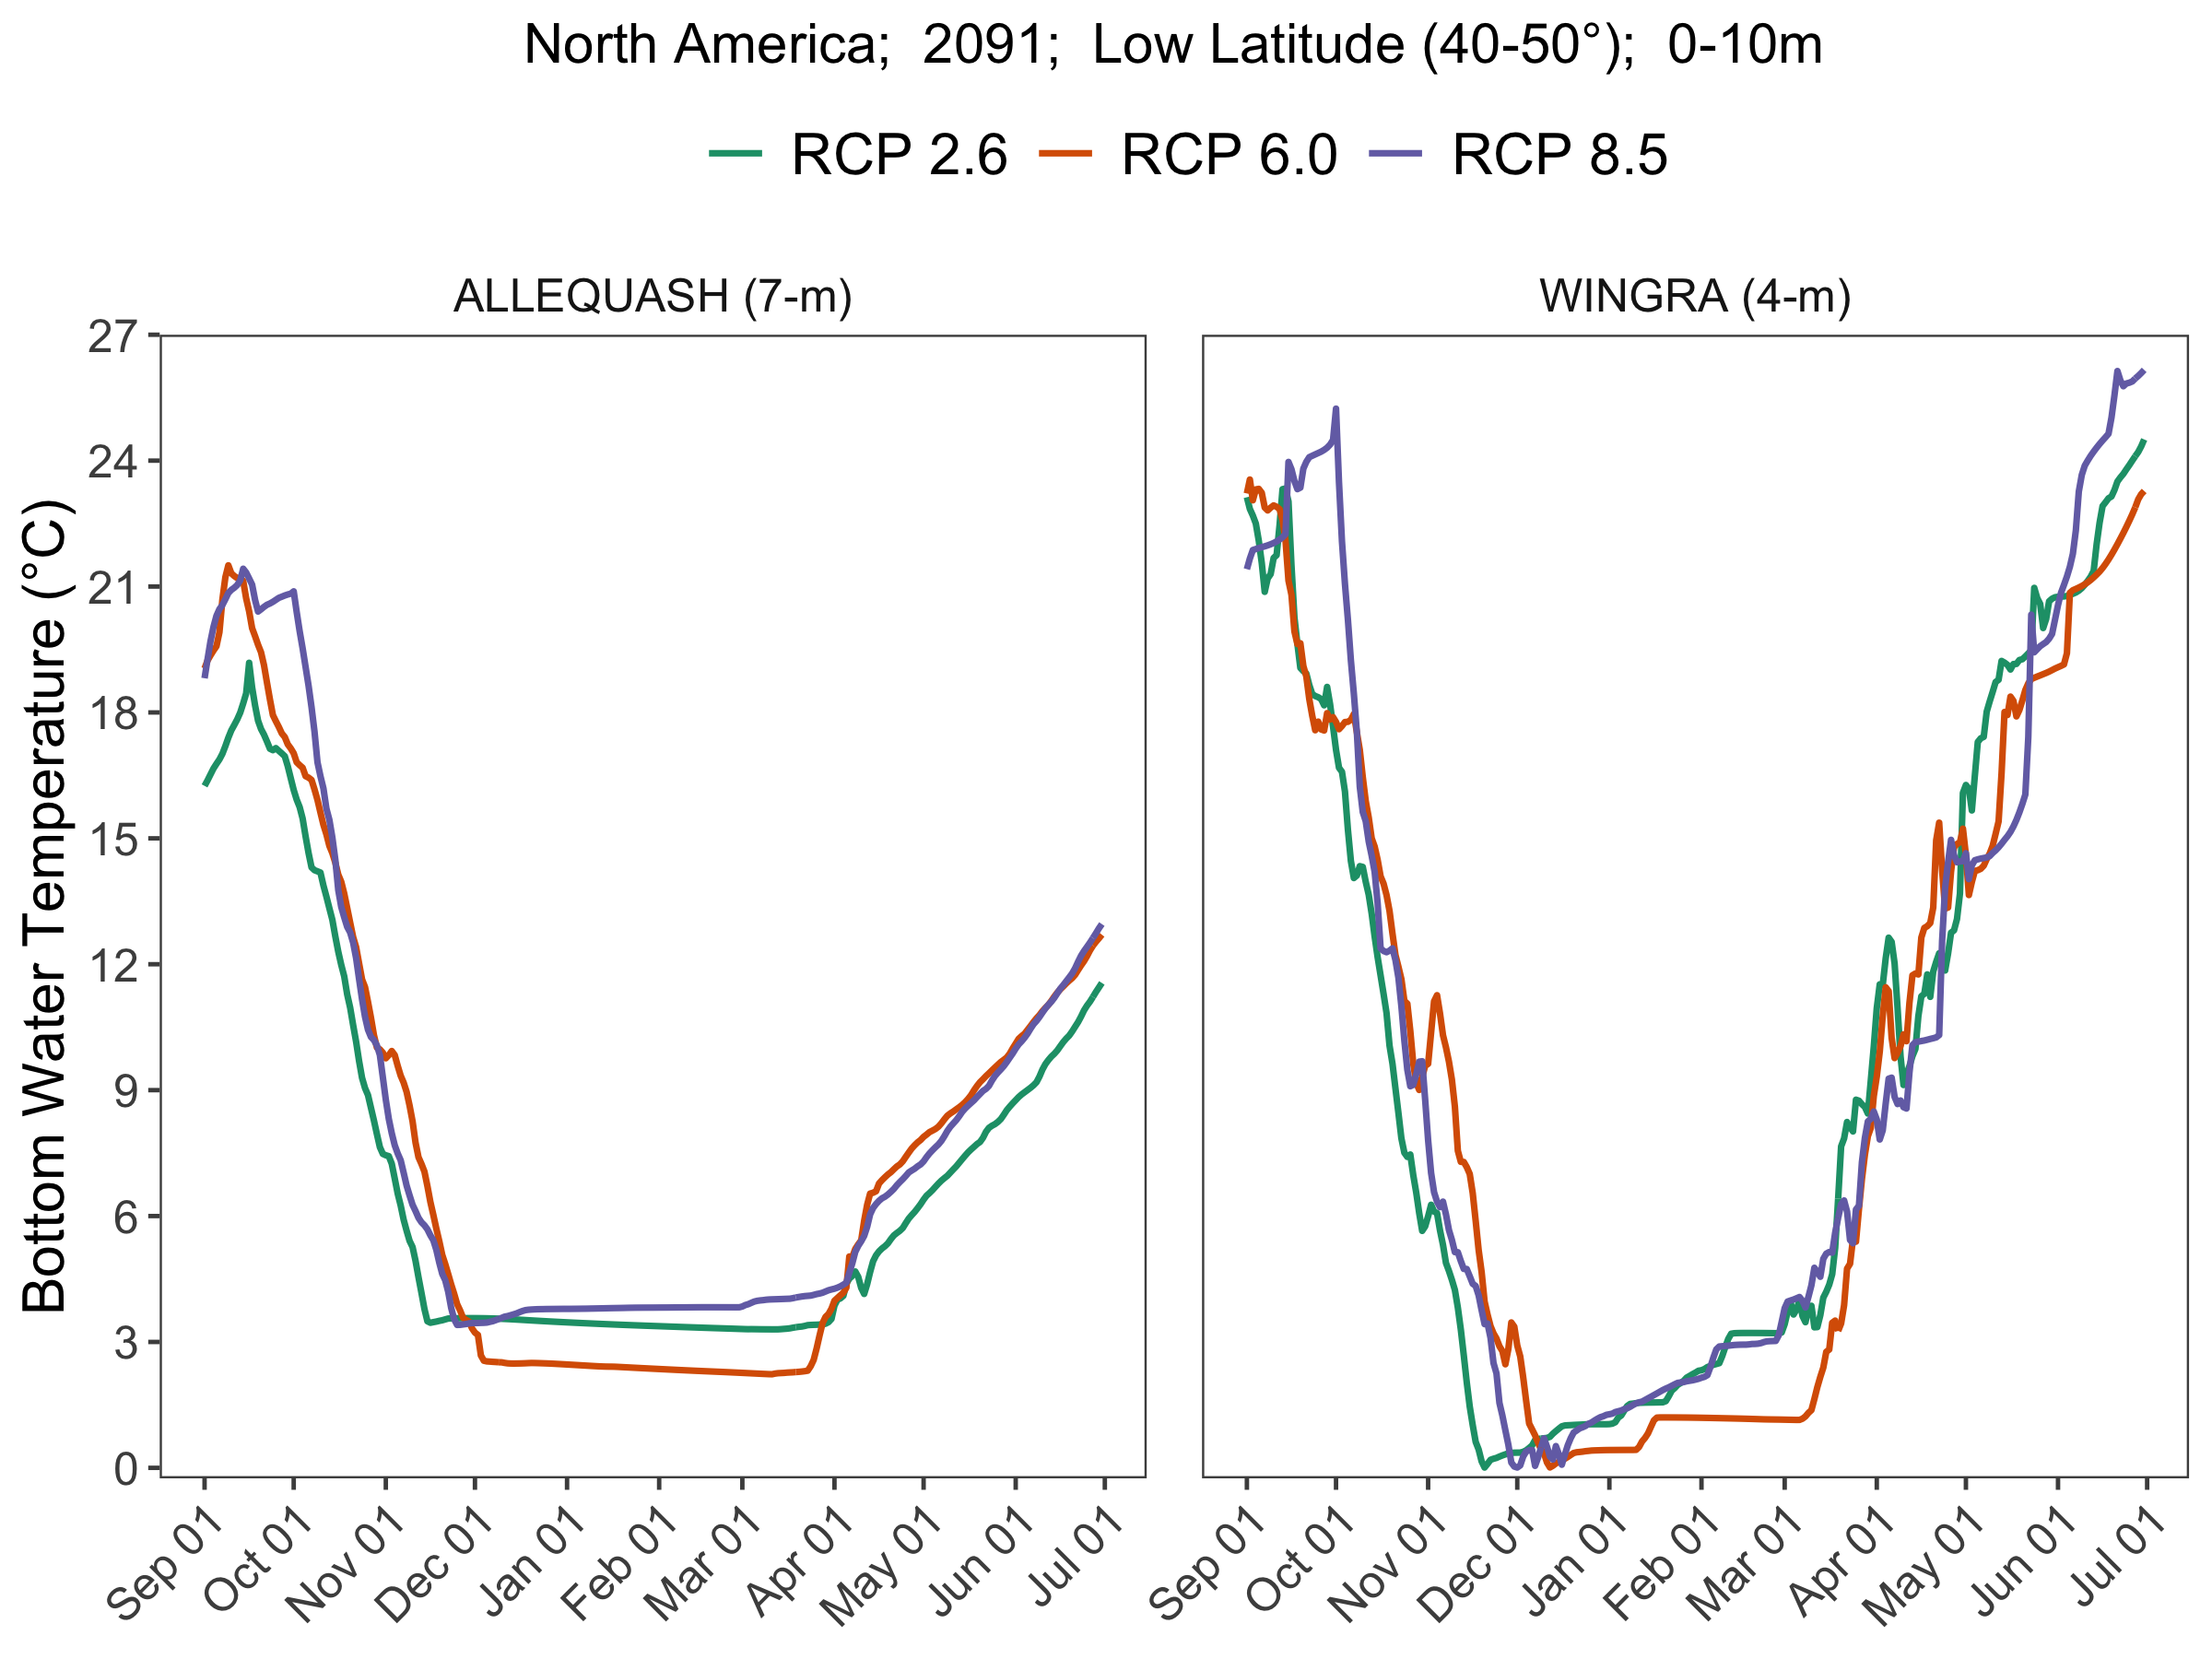 North America;  2091;  Low Latitude (40-50°);  0-10m
RCP 2.6 RCP 6.0 RCP 8.5
ALLEQUASH (7-m) WINGRA (4-m)
Bottom Water Temperature (°C)
27
24
21
18
15
12
9
6
3
0
Sep 01 Oct 01 Nov 01 Dec 01 Jan 01 Feb 01 Mar 01 Apr 01 May 01 Jun 01 Jul 01 Sep 01 Oct 01 Nov 01 Dec 01 Jan 01 Feb 01 Mar 01 Apr 01 May 01 Jun 01 Jul 01